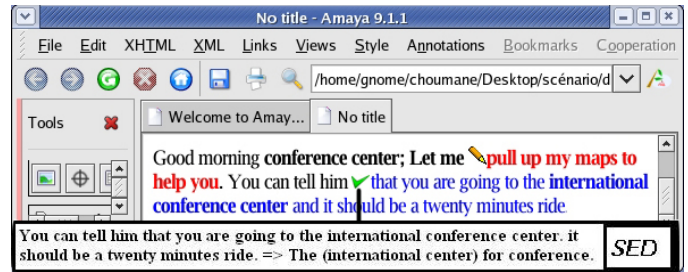 No title - Amaya 9.1.1
File Edit XHTML XML Links Views Style Annotations Bookmarks Cooperation
/home/gnome/choumane/Desktop/scénario/d
Tools
Welcome to Amay... No title
Good morning conference center; Let me pull up my maps to
help you. You can tell him that you are going to the international
conference center and it should be a twenty minutes ride.
You can tell him that you are going to the international conference center. it
should be a twenty minutes ride. => The (international center) for conference.
SED